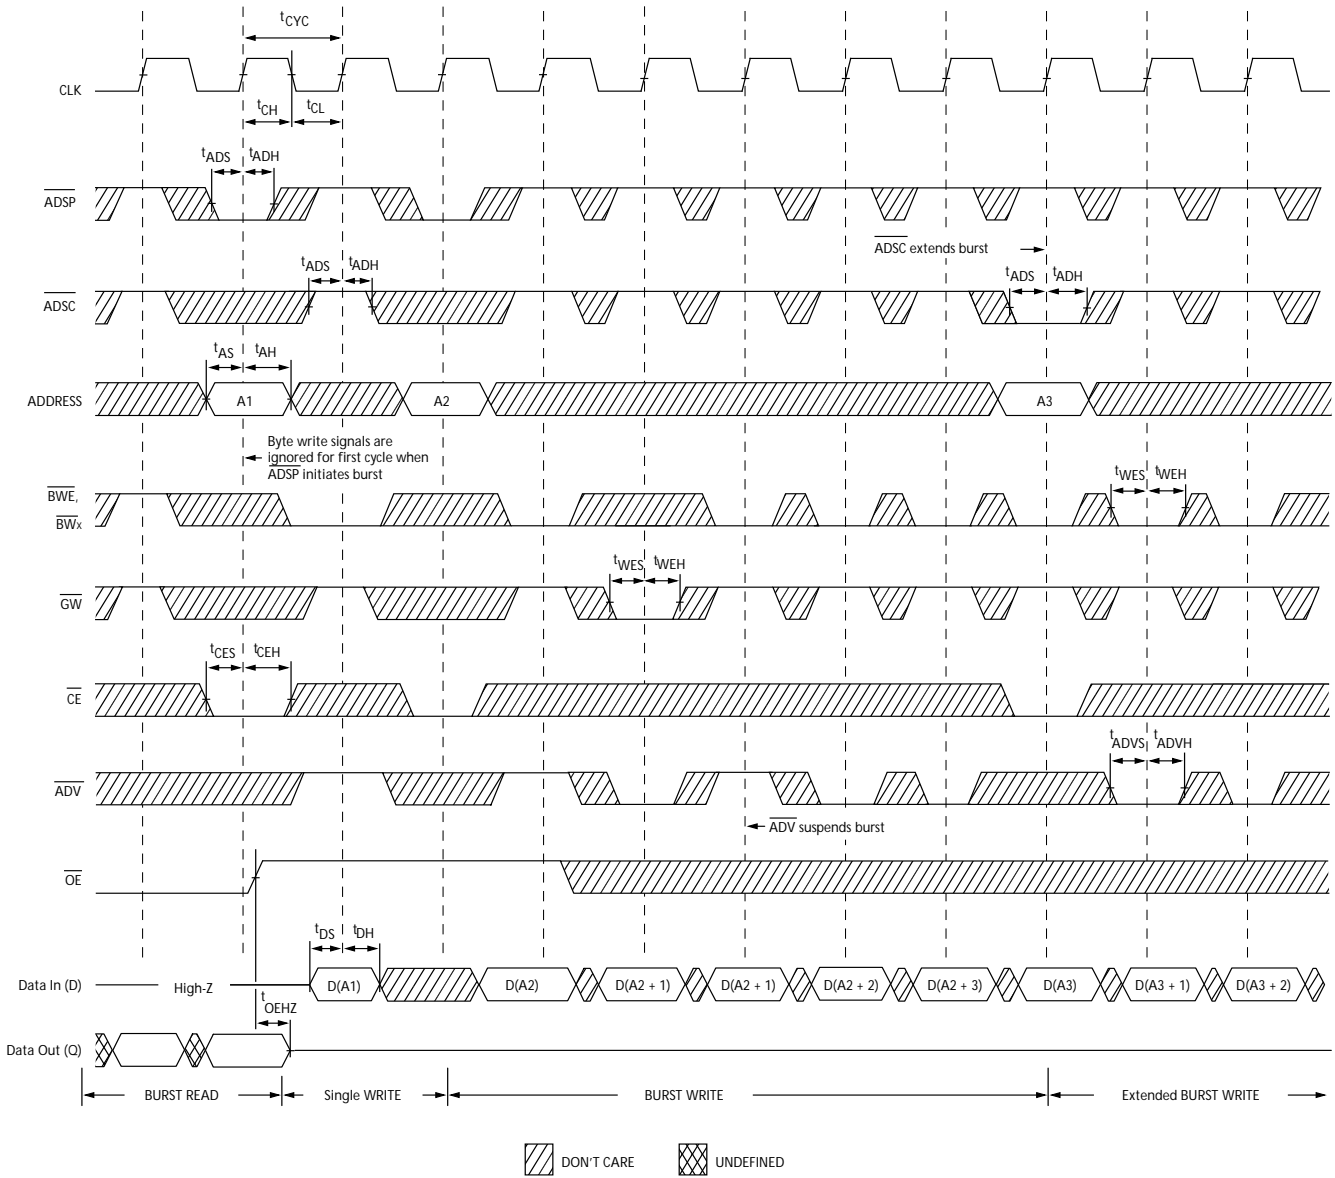 tCYC
CLK
tCH
tCL
tADS
tADH
ADSP
ADSC extends burst
tADS
tADH
tADS
tADH
ADSC
tAS
tAH
ADDRESS
A1
A2
A3
Byte write signals are
ignored for first cycle when
ADSP initiates burst
tWES
tWEH
BWE,
BWx
tWES
tWEH
GW
tCES
tCEH
CE
tADVS
tADVH
ADV
ADV suspends burst
OE
tDS
tDH
Data In (D)
High-Z
D(A1)
D(A2)
D(A2 + 1)
D(A2 + 1)
D(A2 + 2)
D(A2 + 3)
D(A3)
D(A3 + 1)
D(A3 + 2)
tOEHZ
Data Out (Q)
BURST READ
Single WRITE
BURST WRITE
Extended BURST WRITE
DON'T CARE
UNDEFINED